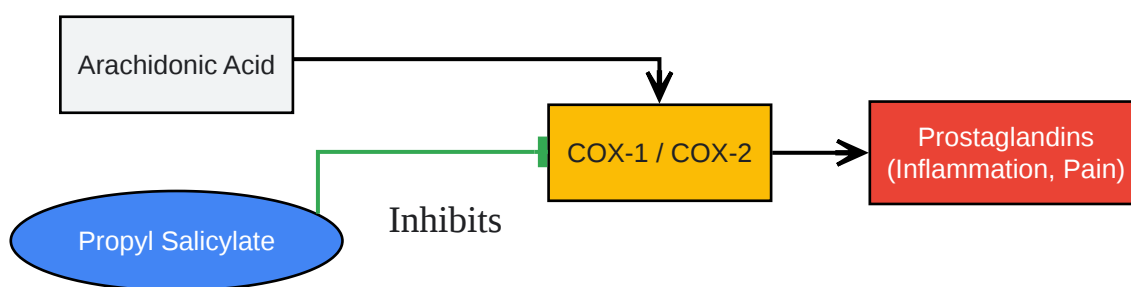 Arachidonic Acid
COX-1 / COX-2
Prostaglandins
(Inflammation, Pain)
Inhibits
Propyl Salicylate